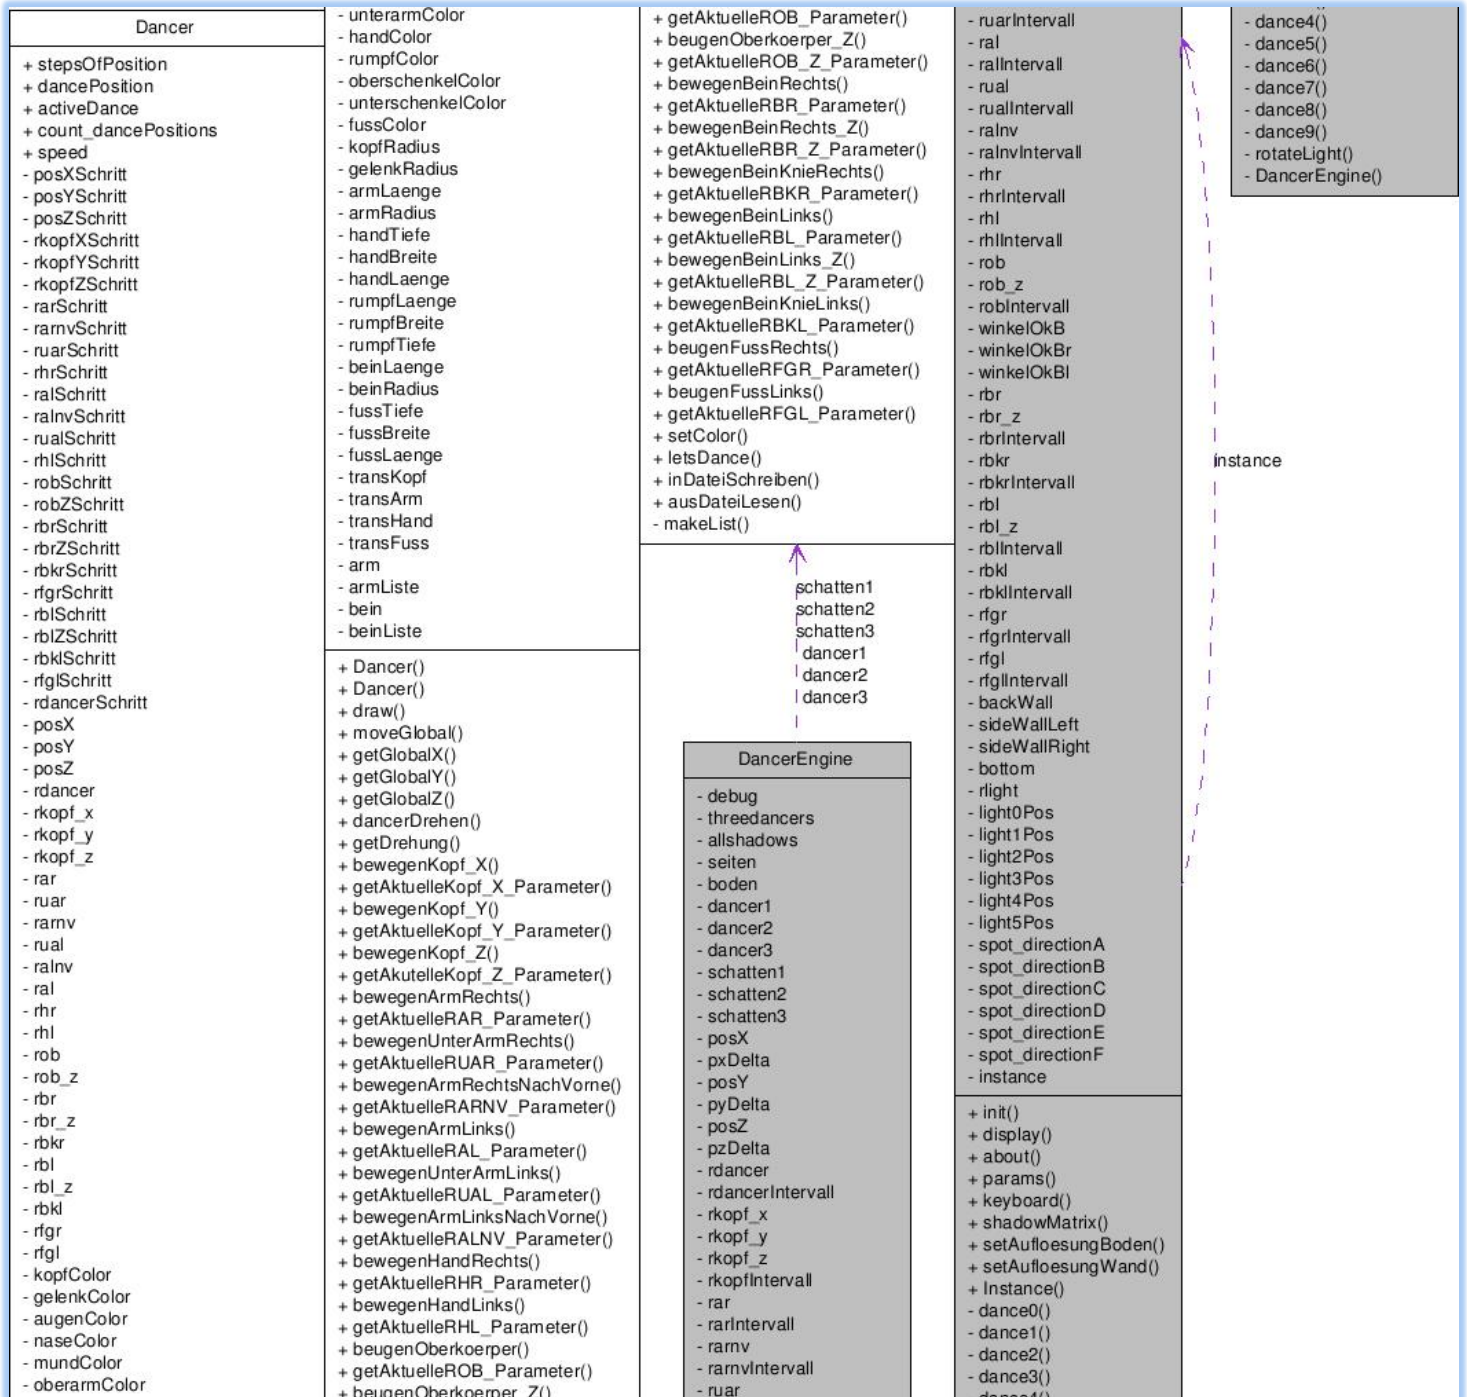 Dancer
+ stepsOfPosition
+ dancePosition
+ activeDance
+ count_dancePositions
+ speed
- posXSchritt
- posYSchritt
- posZSchritt
- rkopfXSchritt
- rkopfYSchritt
- rkopfZSchritt
- rarSchritt
- rarnvSchritt
- ruarSchritt
- rhrSchritt
- ralSchritt
- ralnvSchritt
- rualSchritt
- rhlSchritt
- robSchritt
- robZSchritt
- rbrSchritt
- rbrZSchritt
- rbkrSchritt
- rfgrSchritt
- rblSchritt
- rblZSchritt
- rbklSchritt
- rfglSchritt
- rdancerSchritt
- posX
- posY
- posZ
- rdancer
- rkopf_x
- rkopf_y
- rkopf_z
- rar
- ruar
- rarnv
- rual
- ralnv
- ral
- rhr
- rhl
- rob
- rob_z
- rbr
- rbr_z
- rbkr
- rbl
- rbl_z
- rbkl
- rfgr
- rfgl
- kopfColor
- gelenkColor
- augenColor
- naseColor
- mundColor
- oberarmColor
- unterarmColor
- handColor
- rumpfColor
- oberschenkelColor
- unterschenkelColor
- fussColor
- kopfRadius
- gelenkRadius
- armLaenge
- armRadius
- handTiefe
- handBreite
- handLaenge
- rumpfLaenge
- rumpfBreite
- rumpfTiefe
- beinLaenge
- beinRadius
- fussTiefe
- fussBreite
- fussLaenge
- transKopf
- transArm
- transHand
- transFuss
- arm
- armListe
- bein
- beinListe
+ Dancer()
+ Dancer()
+ draw()
+ moveGlobal()
+ getGlobalX()
+ getGlobalY()
+ getGlobalZ()
+ dancerDrehen()
+ getDrehung()
+ bewegenKopf_X()
+ getAktuelleKopf_X_Parameter()
+ bewegenKopf_Y()
+ getAktuelleKopf_Y_Parameter()
+ bewegenKopf_Z()
+ getAkutelleKopf_Z_Parameter()
+ bewegenArmRechts()
+ getAktuelleRAR_Parameter()
+ bewegenUnterArmRechts()
+ getAktuelleRUAR_Parameter()
+ bewegenArmRechtsNachVorne()
+ getAktuelleRARNV_Parameter()
+ bewegenArmLinks()
+ getAktuelleRAL_Parameter()
+ bewegenUnterArmLinks()
+ getAktuelleRUAL_Parameter()
+ bewegenArmLinksNachVorne()
+ getAktuelleRALNV_Parameter()
+ bewegenHandRechts()
+ getAktuelleRHR_Parameter()
+ bewegenHandLinks()
+ getAktuelleRHL_Parameter()
+ beugenOberkoerper()
+ getAktuelleROB_Parameter()
+ beugenOberkoerper_Z()
+ getAktuelleROB_Parameter()
+ beugenOberkoerper_Z()
+ getAktuelleROB_Z_Parameter()
+ bewegenBeinRechts()
+ getAktuelleRBR_Parameter()
+ bewegenBeinRechts_Z()
+ getAktuelleRBR_Z_Parameter()
+ bewegenBeinKnieRechts()
+ getAktuelleRBKR_Parameter()
+ bewegenBeinLinks()
+ getAktuelleRBL_Parameter()
+ bewegenBeinLinks_Z()
+ getAktuelleRBL_Z_Parameter()
+ bewegenBeinKnieLinks()
+ getAktuelleRBKL_Parameter()
+ beugenFussRechts()
+ getAktuelleRFGR_Parameter()
+ beugenFussLinks()
+ getAktuelleRFGL_Parameter()
+ setColor()
+ letsDance()
+ inDateiSchreiben()
+ ausDateiLesen()
- makeList()
schatten1
schatten2
schatten3
dancer1
dancer2
dancer3
DancerEngine
- debug
- threedancers
- allshadows
- seiten
- boden
- dancer1
- dancer2
- dancer3
- schatten1
- schatten2
- schatten3
- posX
- pxDelta
- posY
- pyDelta
- posZ
- pzDelta
- rdancer
- rdancerIntervall
- rkopf_x
- rkopf_y
- rkopf_z
- rkopfIntervall
- rar
- rarIntervall
- rarnv
- rarnvIntervall
- ruar
- ruarIntervall
- ral
- ralIntervall
- rual
- rualIntervall
- ralnv
- ralnvIntervall
- rhr
- rhrIntervall
- rhl
- rhlIntervall
- rob
- rob_z
- robIntervall
- winkelOkB
- winkelOkBr
- winkelOkBl
- rbr
- rbr_z
- rbrIntervall
- rbkr
- rbkrIntervall
- rbl
- rbl_z
- rblIntervall
- rbkl
- rbklIntervall
- rfgr
- rfgrIntervall
- rfgl
- rfglIntervall
- backWall
- sideWallLeft
- sideWallRight
- bottom
- rlight
- light0Pos
- light1Pos
- light2Pos
- light3Pos
- light4Pos
- light5Pos
- spot_directionA
- spot_directionB
- spot_directionC
- spot_directionD
- spot_directionE
- spot_directionF
- instance
+ init()
+ display()
+ about()
+ params()
+ keyboard()
+ shadowMatrix()
+ setAufloesungBoden()
+ setAufloesungWand()
+ Instance()
- dance0()
- dance1()
- dance2()
- dance3()
- dance4()
- dance4()
- dance5()
- dance6()
- dance7()
- dance8()
- dance9()
- rotateLight()
- DancerEngine()
instance